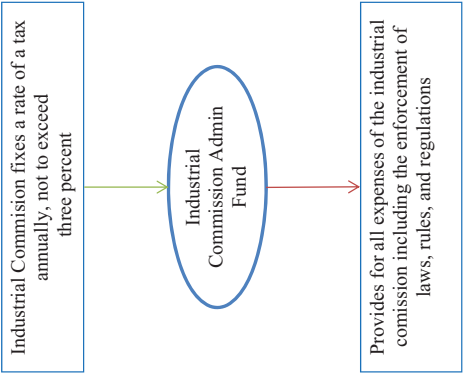 Industrial Commision fixes a rate of a tax
annually, not to exceed
three percent
Industrial
Commission Admin
Fund
Provides for all expenses of the industrial
comission including the enforcement of
laws, rules, and regulations